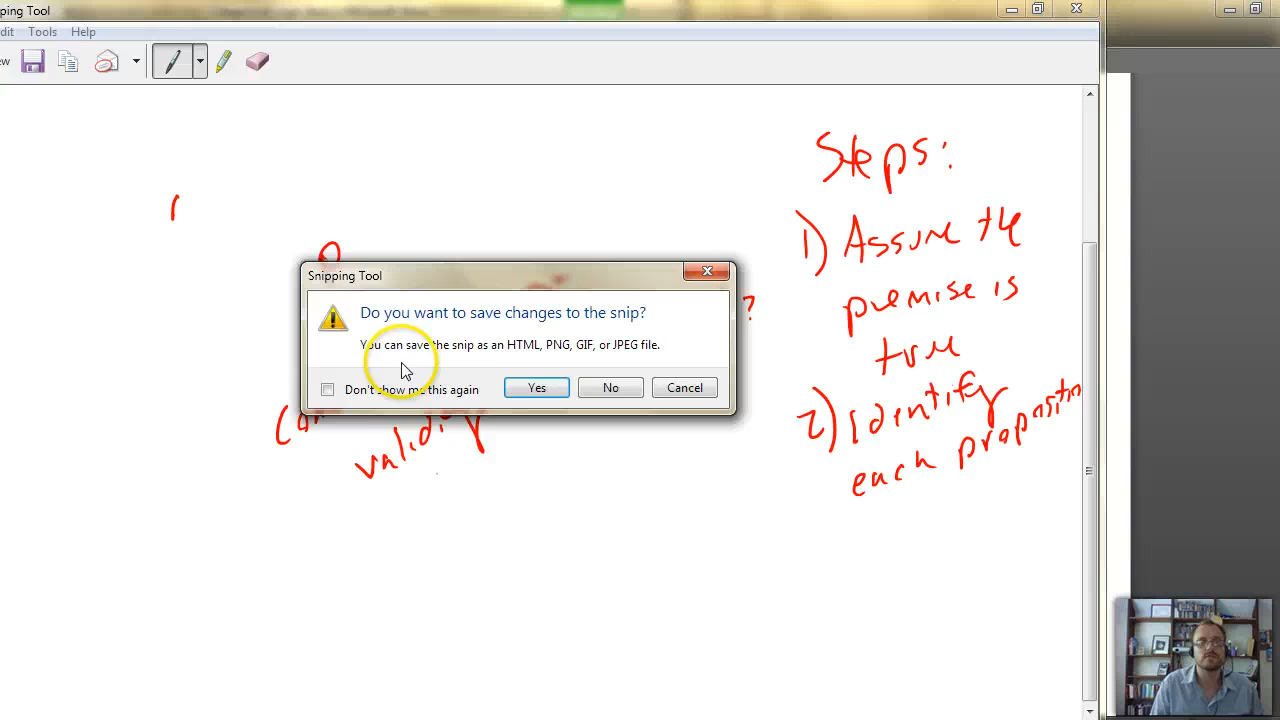 pping Tool
dit Tools Help
w
Steps:
1) Assume the
premise is
true
2) Identify
each proposition
?
Snipping Tool
Do you want to save changes to the snip?
You can save the snip as an HTML, PNG, GIF, or JPEG file.
Don't show me this again Yes No Cancel
validity